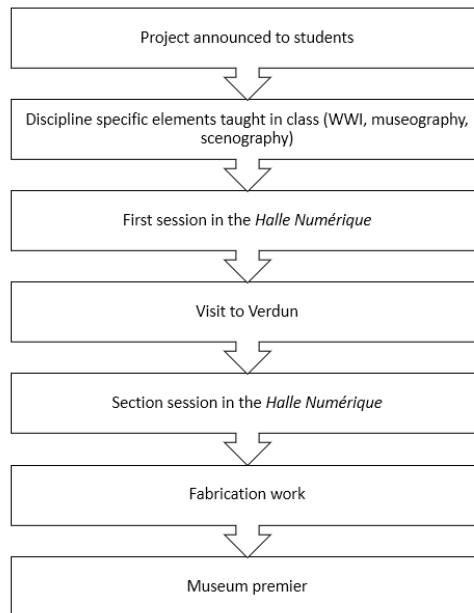 Project announced to students
Discipline specific elements taught in class (WWI, museography,
scenography)
First session in the Halle Numérique
Visit to Verdun
Section session in the Halle Numérique
Fabrication work
Museum premier